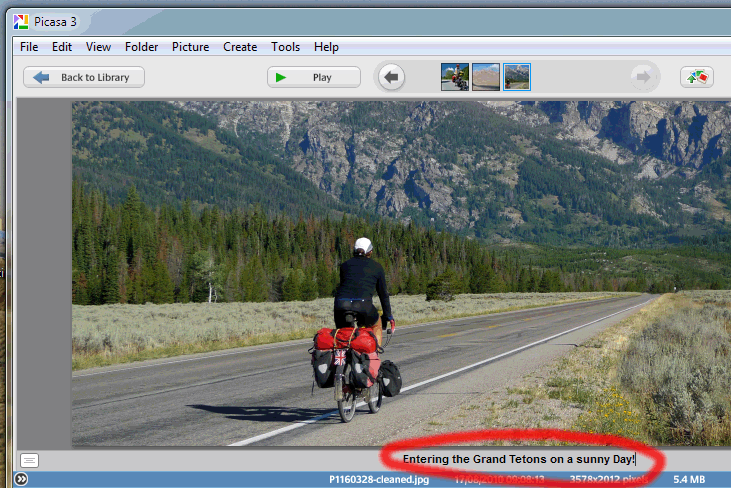 Picasa 3
File Edit View Folder Picture Create Tools Help
Back to Library Play
Entering the Grand Tetons on a sunny Day!
P1160328-cleaned.jpg 17/08/2010 09:08:13 3578x2012 pixels 5.4 MB